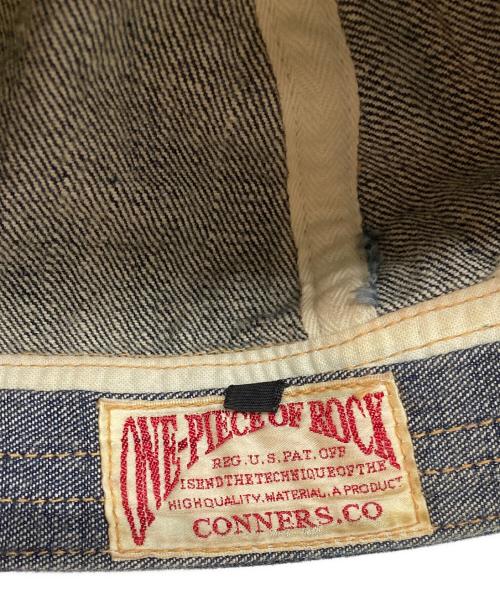 ONE-PIECE OF ROCK
REG.U.S.PAT.OFF
ISENDTHETECHNIQUEOFTHE
HIGHQUALITY.MATERIAL.A PRODUCT
CONNERS.CO